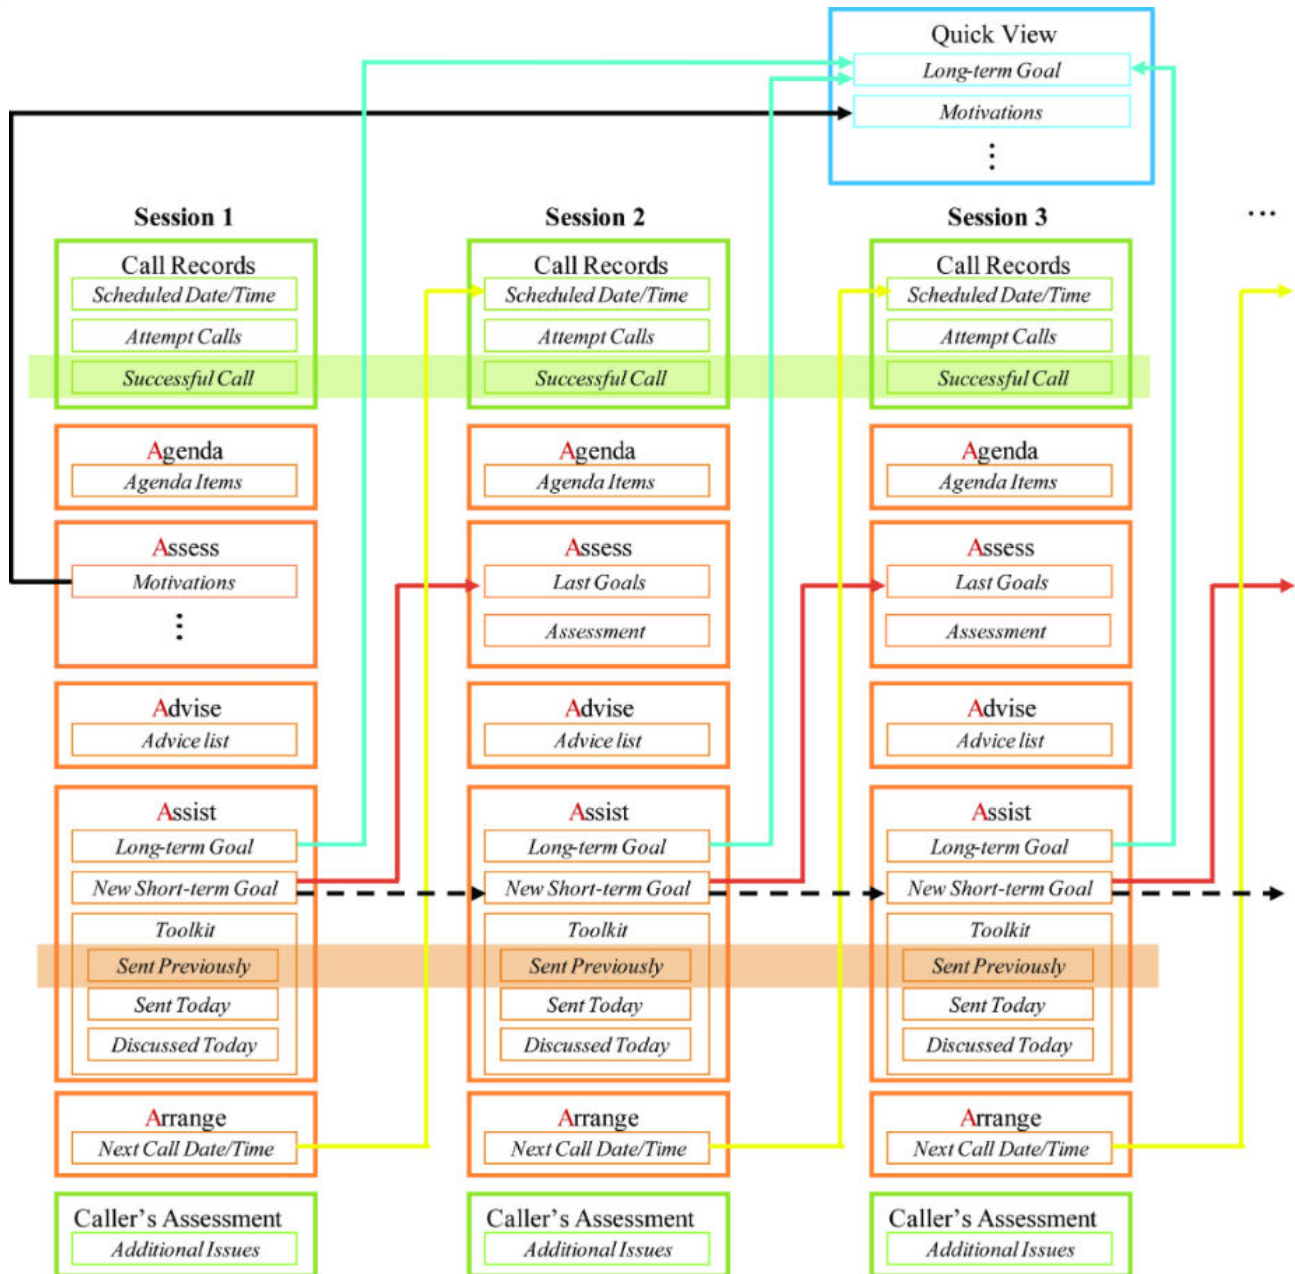 Quick View
Long-term Goal
Motivations
⋮
Session 1
Session 2
Session 3
...
Call Records
Scheduled Date/Time
Attempt Calls
Successful Call
Agenda
Agenda Items
Assess
Motivations
⋮
Advise
Advice list
Assist
Long-term Goal
New Short-term Goal
Toolkit
Sent Previously
Sent Today
Discussed Today
Arrange
Next Call Date/Time
Caller's Assessment
Additional Issues
Call Records
Scheduled Date/Time
Attempt Calls
Successful Call
Agenda
Agenda Items
Assess
Last Goals
Assessment
Advise
Advice list
Assist
Long-term Goal
New Short-term Goal
Toolkit
Sent Previously
Sent Today
Discussed Today
Arrange
Next Call Date/Time
Caller's Assessment
Additional Issues
Call Records
Scheduled Date/Time
Attempt Calls
Successful Call
Agenda
Agenda Items
Assess
Last Goals
Assessment
Advise
Advice list
Assist
Long-term Goal
New Short-term Goal
Toolkit
Sent Previously
Sent Today
Discussed Today
Arrange
Next Call Date/Time
Caller's Assessment
Additional Issues